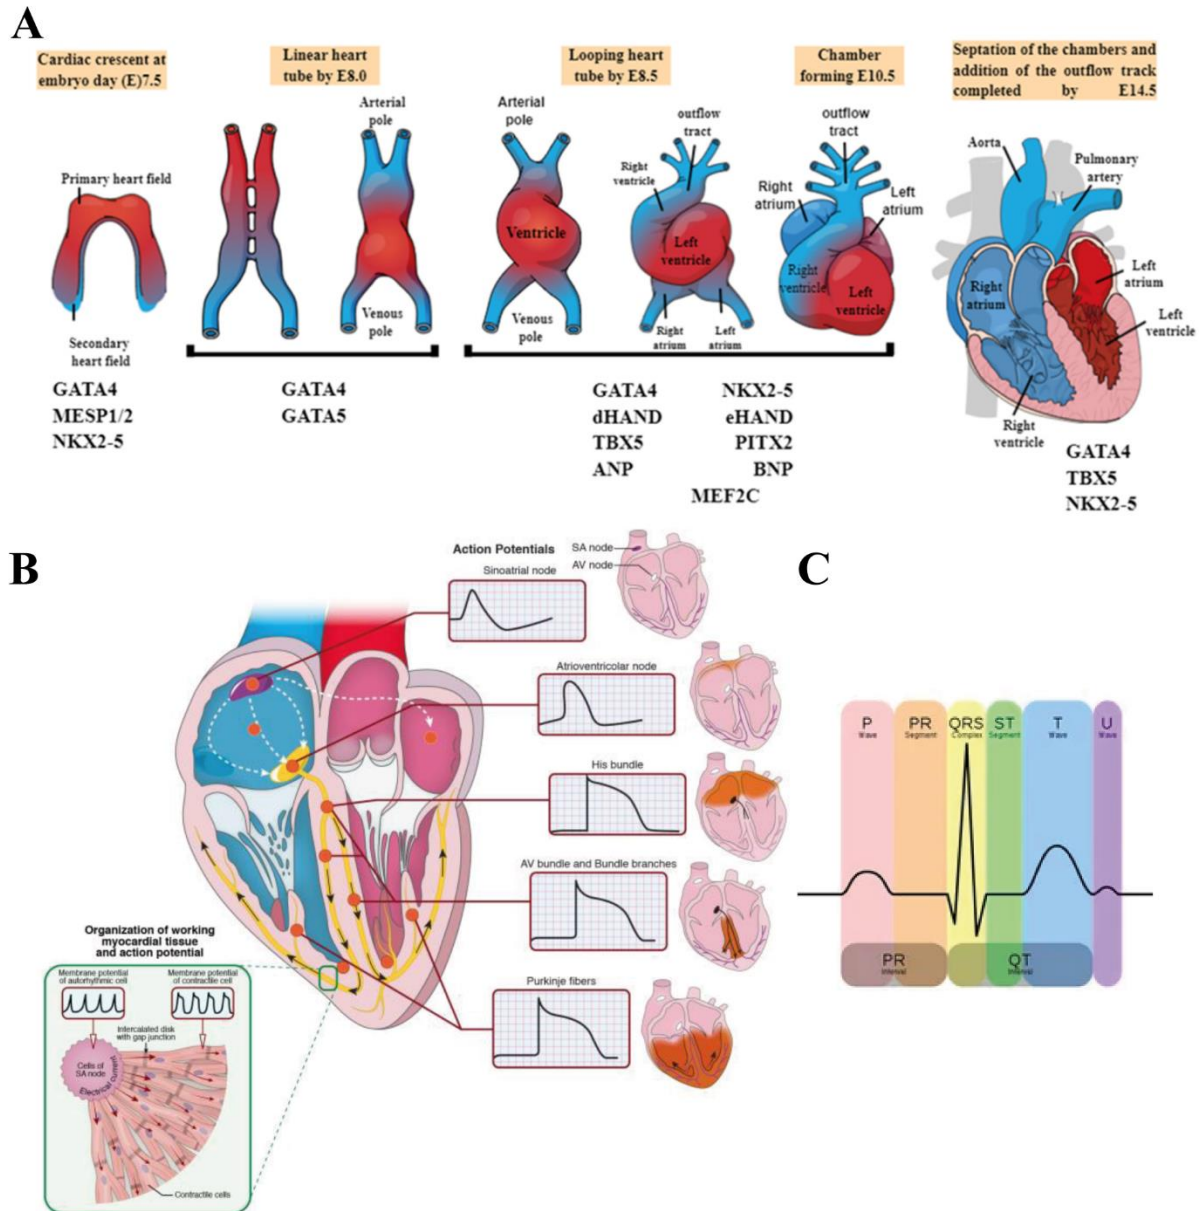 A
Cardiac crescent at
embryo day (E)7.5
Linear heart
tube by E8.0
Looping heart
tube by E8.5
Chamber
forming E10.5
Septation of the chambers and
addition of the outflow track
completed by E14.5
Primary heart field
Secondary
heart field
Arterial
pole
Venous
pole
Arterial
pole
Ventricle
Venous
pole
outflow
tract
Right
ventricle
Left
ventricle
Right
atrium
Left
atrium
outflow
tract
Right
atrium
Left
atrium
Right
ventricle
Left
ventricle
Aorta
Pulmonary
artery
Right
atrium
Left
atrium
Left
ventricle
Right
ventricle
GATA4
MESP1/2
NKX2-5
GATA4
GATA5
GATA4 NKX2-5
dHAND eHAND
TBX5 PITX2
ANP BNP
MEF2C
GATA4
TBX5
NKX2-5
B
Action Potentials
Sinoatrial node
SA node
AV node
Atrioventricolar node
His bundle
AV bundle and Bundle branches
Purkinje fibers
Organization of working
myocardial tissue
and action potential
Membrane potential
of autorhythmic cell
Membrane potential
of contractile cell
Intercalated disk
with gap junction
Cells of
SA node
Electrical current
Contractile cells
C
P
Wave
PR
Segment
QRS
Complex
ST
Segment
T
Wave
U
Wave
PR
Interval
QT
Interval